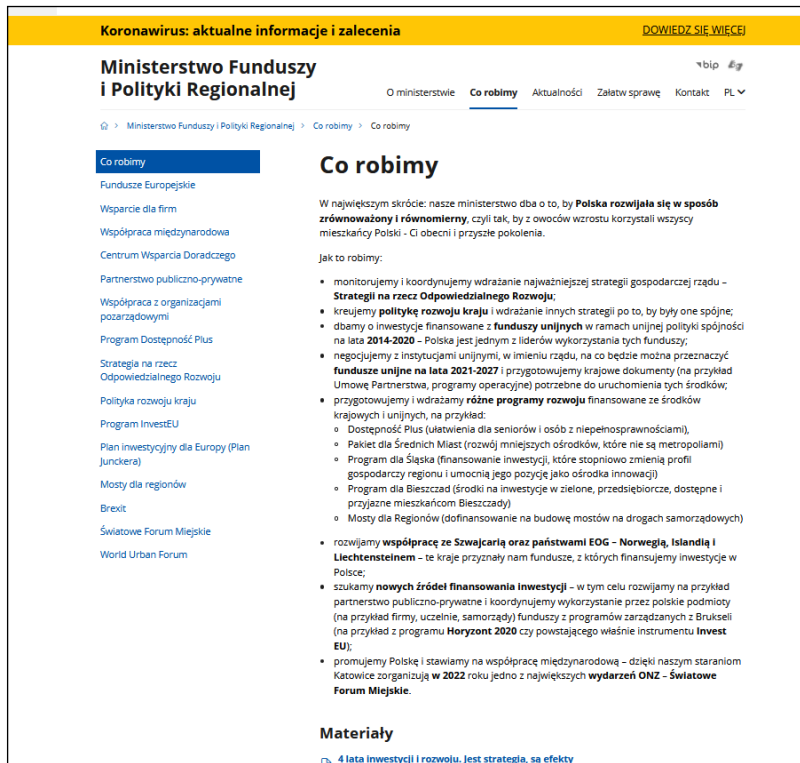 Koronawirus: aktualne informacje i zalecenia
DOWIEDZ SIĘ WIĘCEJ
Ministerstwo Funduszy
i Polityki Regionalnej
bip
O ministerstwie Co robimy Aktualności Załatw sprawę Kontakt PL
Ministerstwo Funduszy i Polityki Regionalnej > Co robimy > Co robimy
Co robimy
Fundusze Europejskie
Wsparcie dla firm
Współpraca międzynarodowa
Centrum Wsparcia Doradczego
Partnerstwo publiczno-prywatne
Współpraca z organizacjami
pozarządowymi
Program Dostępność Plus
Strategia na rzecz
Odpowiedzialnego Rozwoju
Polityka rozwoju kraju
Program InvestEU
Plan inwestycyjny dla Europy (Plan
Junckera)
Mosty dla regionów
Brexit
Światowe Forum Miejskie
World Urban Forum
Co robimy
W największym skrócie: nasze ministerstwo dba o to, by Polska rozwijała się w sposób
zrównoważony i równomierny, czyli tak, by z owoców wzrostu korzystali wszyscy
mieszkańcy Polski - Ci obecni i przyszłe pokolenia.
Jak to robimy:
• monitorujemy i koordynujemy wdrażanie najważniejszej strategii gospodarczej rządu –
Strategii na rzecz Odpowiedzialnego Rozwoju;
• kreujemy politykę rozwoju kraju i wdrażanie innych strategii po to, by były one spójne;
• dbamy o inwestycje finansowane z funduszy unijnych w ramach unijnej polityki spójności
na lata 2014-2020 – Polska jest jednym z liderów wykorzystania tych funduszy;
• negocjujemy z instytucjami unijnymi, w imieniu rządu, na co będzie można przeznaczyć
fundusze unijne na lata 2021-2027 i przygotowujemy krajowe dokumenty (na przykład
Umowę Partnerstwa, programy operacyjne) potrzebne do uruchomienia tych środków;
• przygotowujemy i wdrażamy różne programy rozwoju finansowane ze środków
krajowych i unijnych, na przykład:
◦ Dostępność Plus (ułatwienia dla seniorów i osób z niepełnosprawnościami),
◦ Pakiet dla Średnich Miast (rozwój mniejszych ośrodków, które nie są metropoliami)
◦ Program dla Śląska (finansowanie inwestycji, które stopniowo zmienią profil
gospodarczy regionu i umocnią jego pozycję jako ośrodka innowacji)
◦ Program dla Bieszczad (środki na inwestycje w zielone, przedsiębiorcze, dostępne i
przyjazne mieszkańcom Bieszczady)
◦ Mosty dla Regionów (dofinansowanie na budowę mostów na drogach samorządowych)
• rozwijamy współpracę ze Szwajcarią oraz państwami EOG – Norwegią, Islandią i
Liechtensteinem – te kraje przyznały nam fundusze, z których finansujemy inwestycje w
Polsce;
• szukamy nowych źródeł finansowania inwestycji – w tym celu rozwijamy na przykład
partnerstwo publiczno-prywatne i koordynujemy wykorzystanie przez polskie podmioty
(na przykład firmy, uczelnie, samorządy) funduszy z programów zarządzanych z Brukseli
(na przykład z programu Horyzont 2020 czy powstającego właśnie instrumentu Invest
EU);
• promujemy Polskę i stawiamy na współpracę międzynarodową – dzięki naszym staraniom
Katowice zorganizują w 2022 roku jedno z największych wydarzeń ONZ – Światowe
Forum Miejskie.
Materiały
4 lata inwestycji i rozwoju. Jest strategia, są efekty